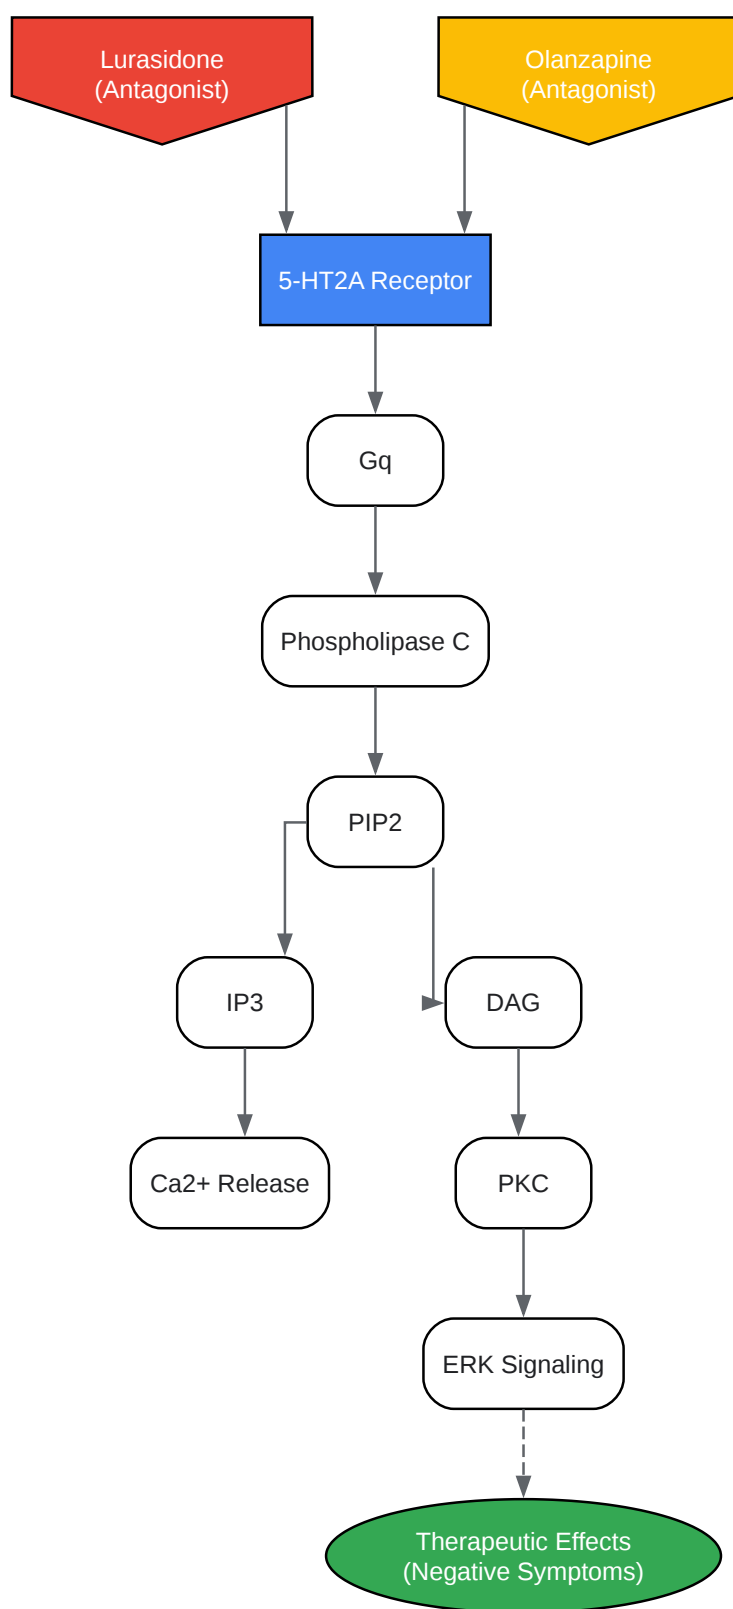 Lurasidone
(Antagonist)
Olanzapine
(Antagonist)
5-HT2A Receptor
Gq
Phospholipase C
PIP2
IP3
DAG
Ca2+ Release
PKC
ERK Signaling
Therapeutic Effects
(Negative Symptoms)